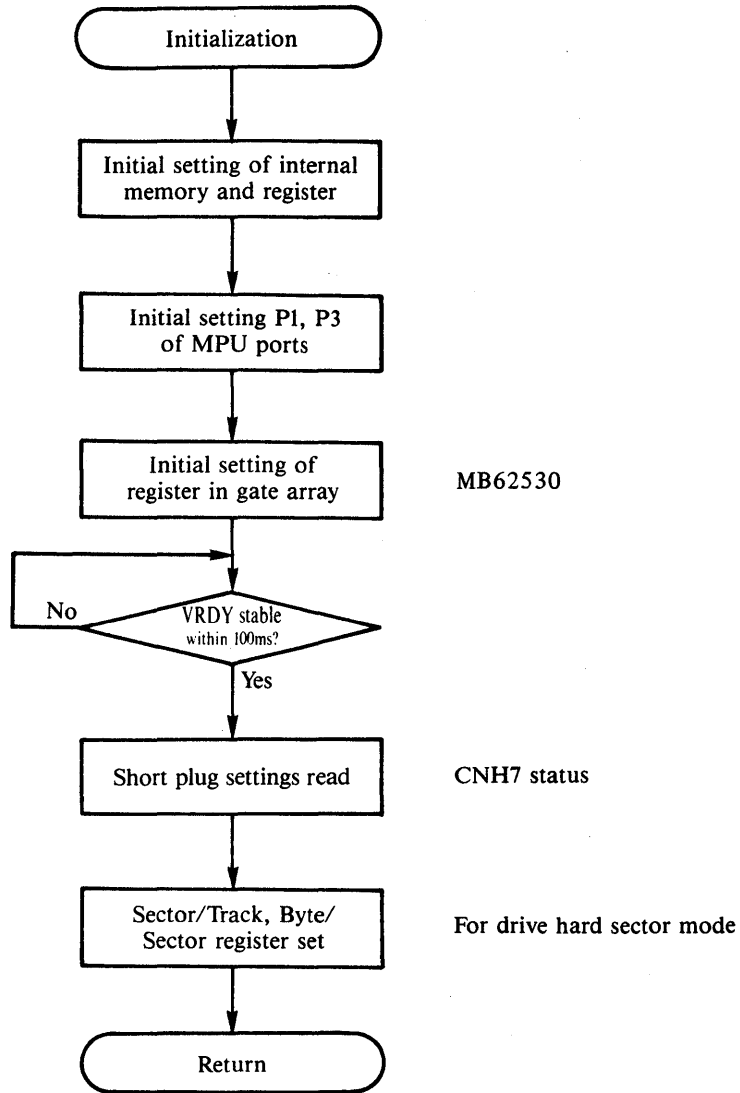 Initialization
Initial setting of internal
memory and register
Initial setting P1, P3
of MPU ports
Initial setting of
register in gate array
MB62530
No
VRDY stable
within 100ms?
Yes
Short plug settings read
CNH7 status
Sector/Track, Byte/
Sector register set
For drive hard sector mode
Return